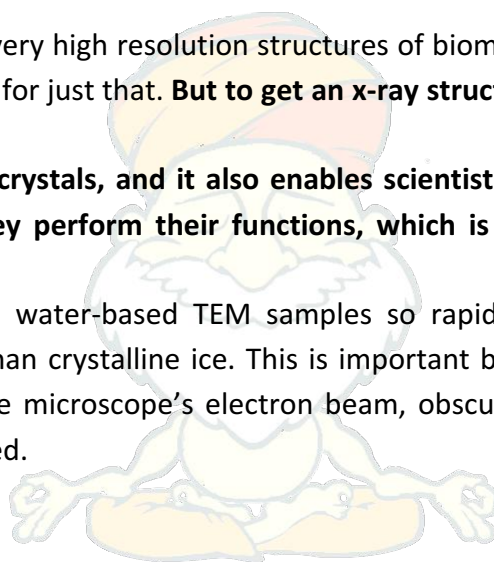 very high resolution structures of biom
for just that. But to get an x-ray struct
crystals, and it also enables scientist
ey perform their functions, which is
water-based TEM samples so rapid
han crystalline ice. This is important b
e microscope’s electron beam, obscu
ed.